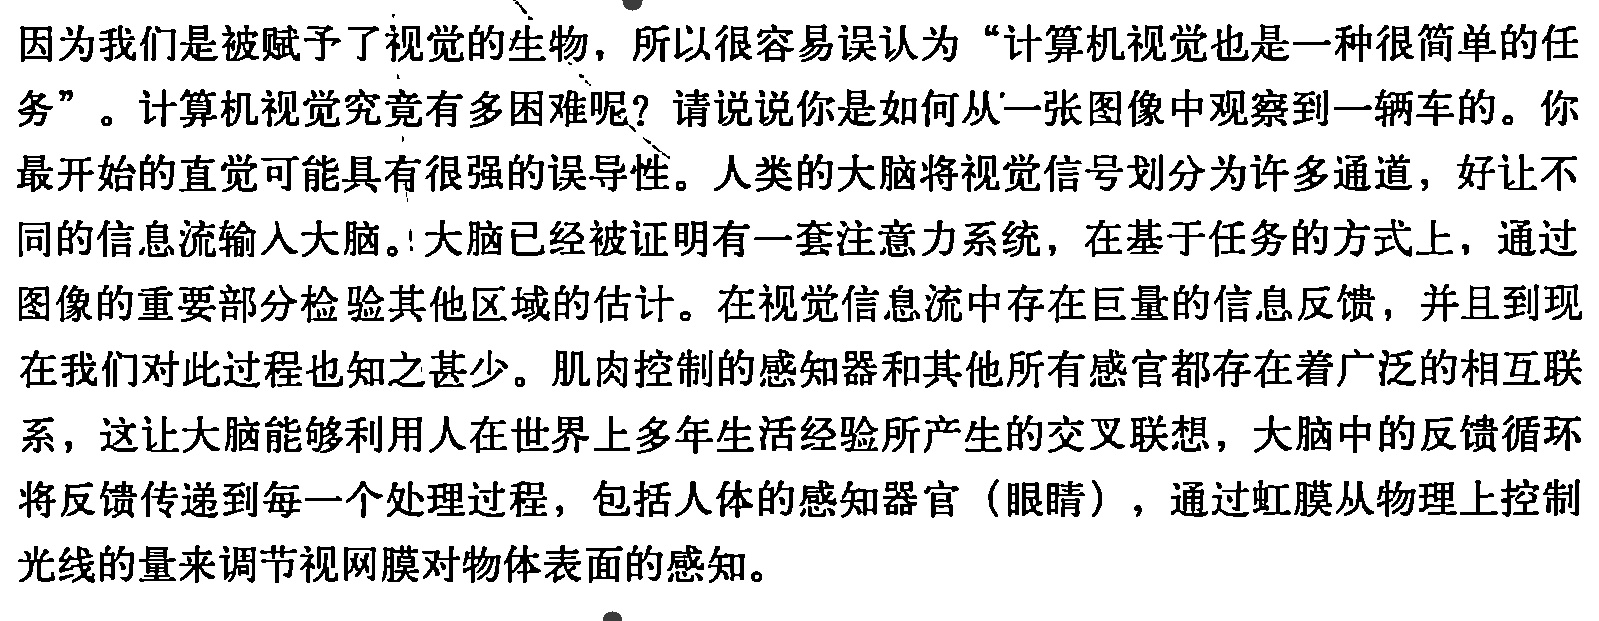 因为我们是被赋予了视觉的生物，所以很容易误认为“计算机视觉也是一种很简单的任
务”。计算机视觉究竟有多困难呢？请说说你是如何从一张图像中观察到一辆车的。你
最开始的直觉可能具有很强的误导性。人类的大脑将视觉信号划分为许多通道，好让不
同的信息流输入大脑。大脑已经被证明有一套注意力系统，在基于任务的方式上，通过
图像的重要部分检验其他区域的估计。在视觉信息流中存在巨量的信息反馈，并且到现
在我们对此过程也知之甚少。肌肉控制的感知器和其他所有感官都存在着广泛的相互联
系，这让大脑能够利用人在世界上多年生活经验所产生的交叉联想，大脑中的反馈循环
将反馈传递到每一个处理过程，包括人体的感知器官（眼睛），通过虹膜从物理上控制
光线的量来调节视网膜对物体表面的感知。